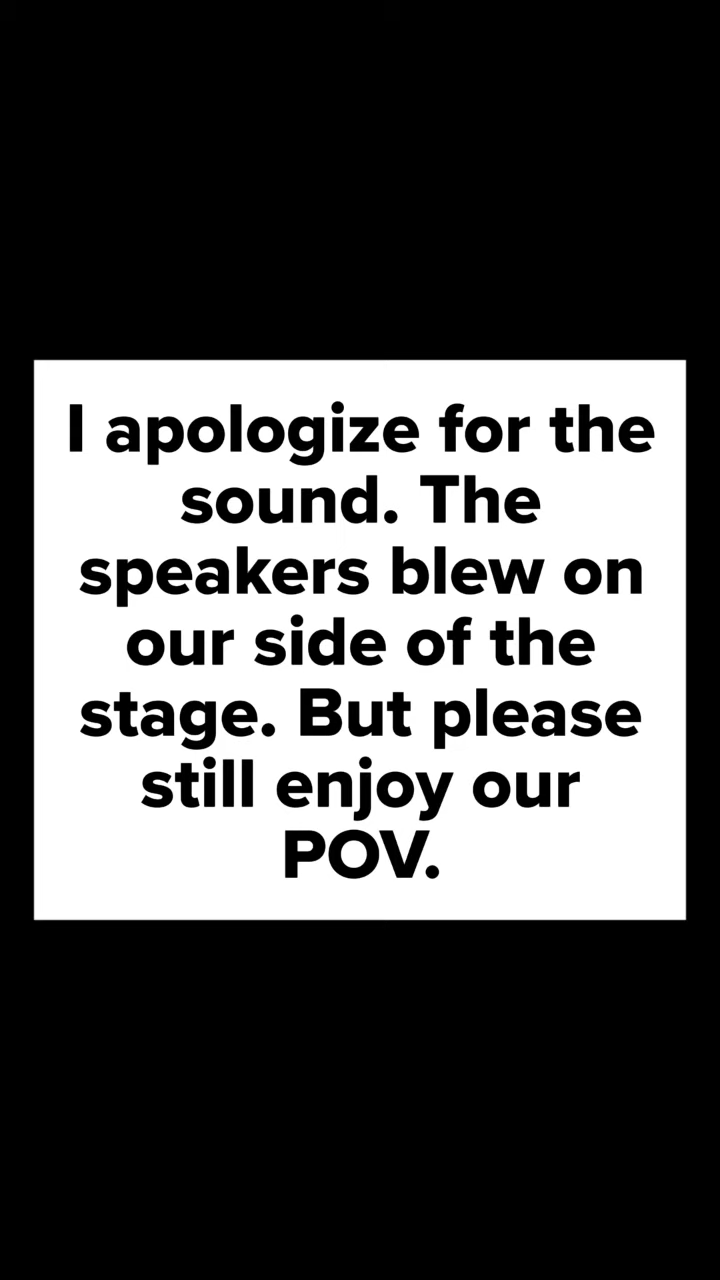 I apologize for the
sound. The
speakers blew on
our side of the
stage. But please
still enjoy our
POV.